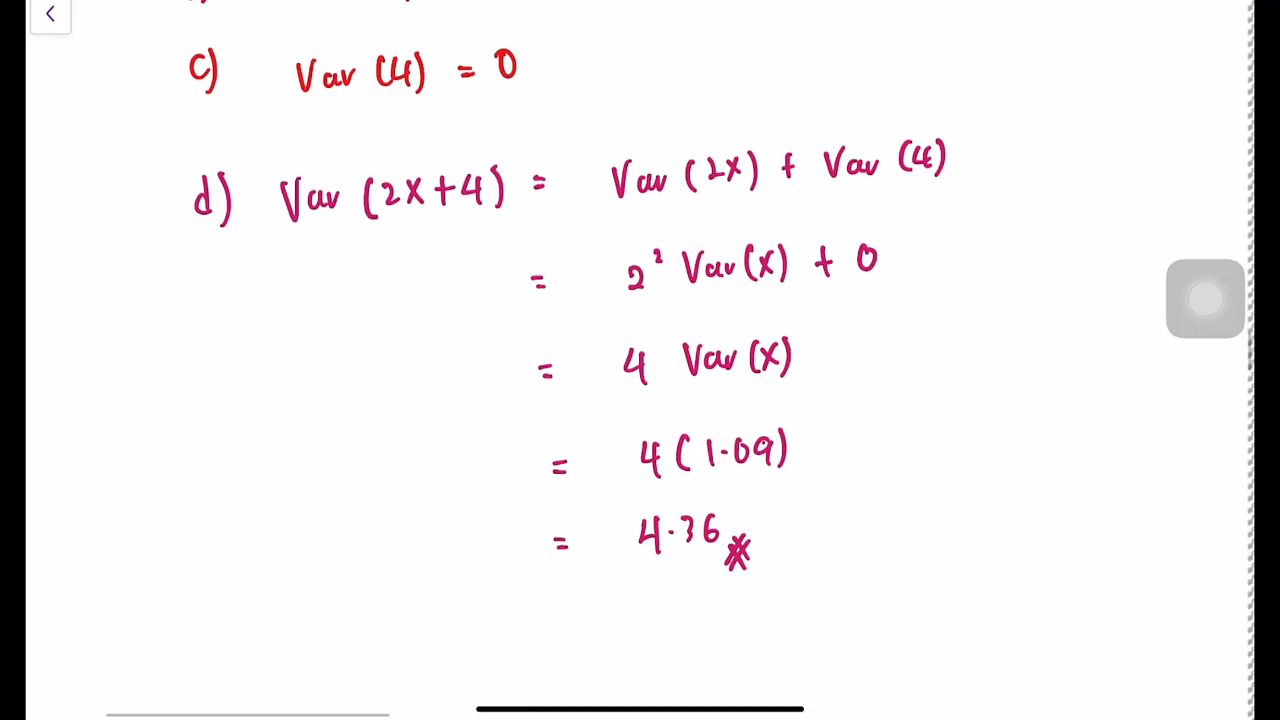 c) Var (4) = 0
d) Var (2X+4) = Var (2X) + Var (4)
= 2² Var(X) + 0
= 4 Var (X)
= 4 (1.09)
= 4.36